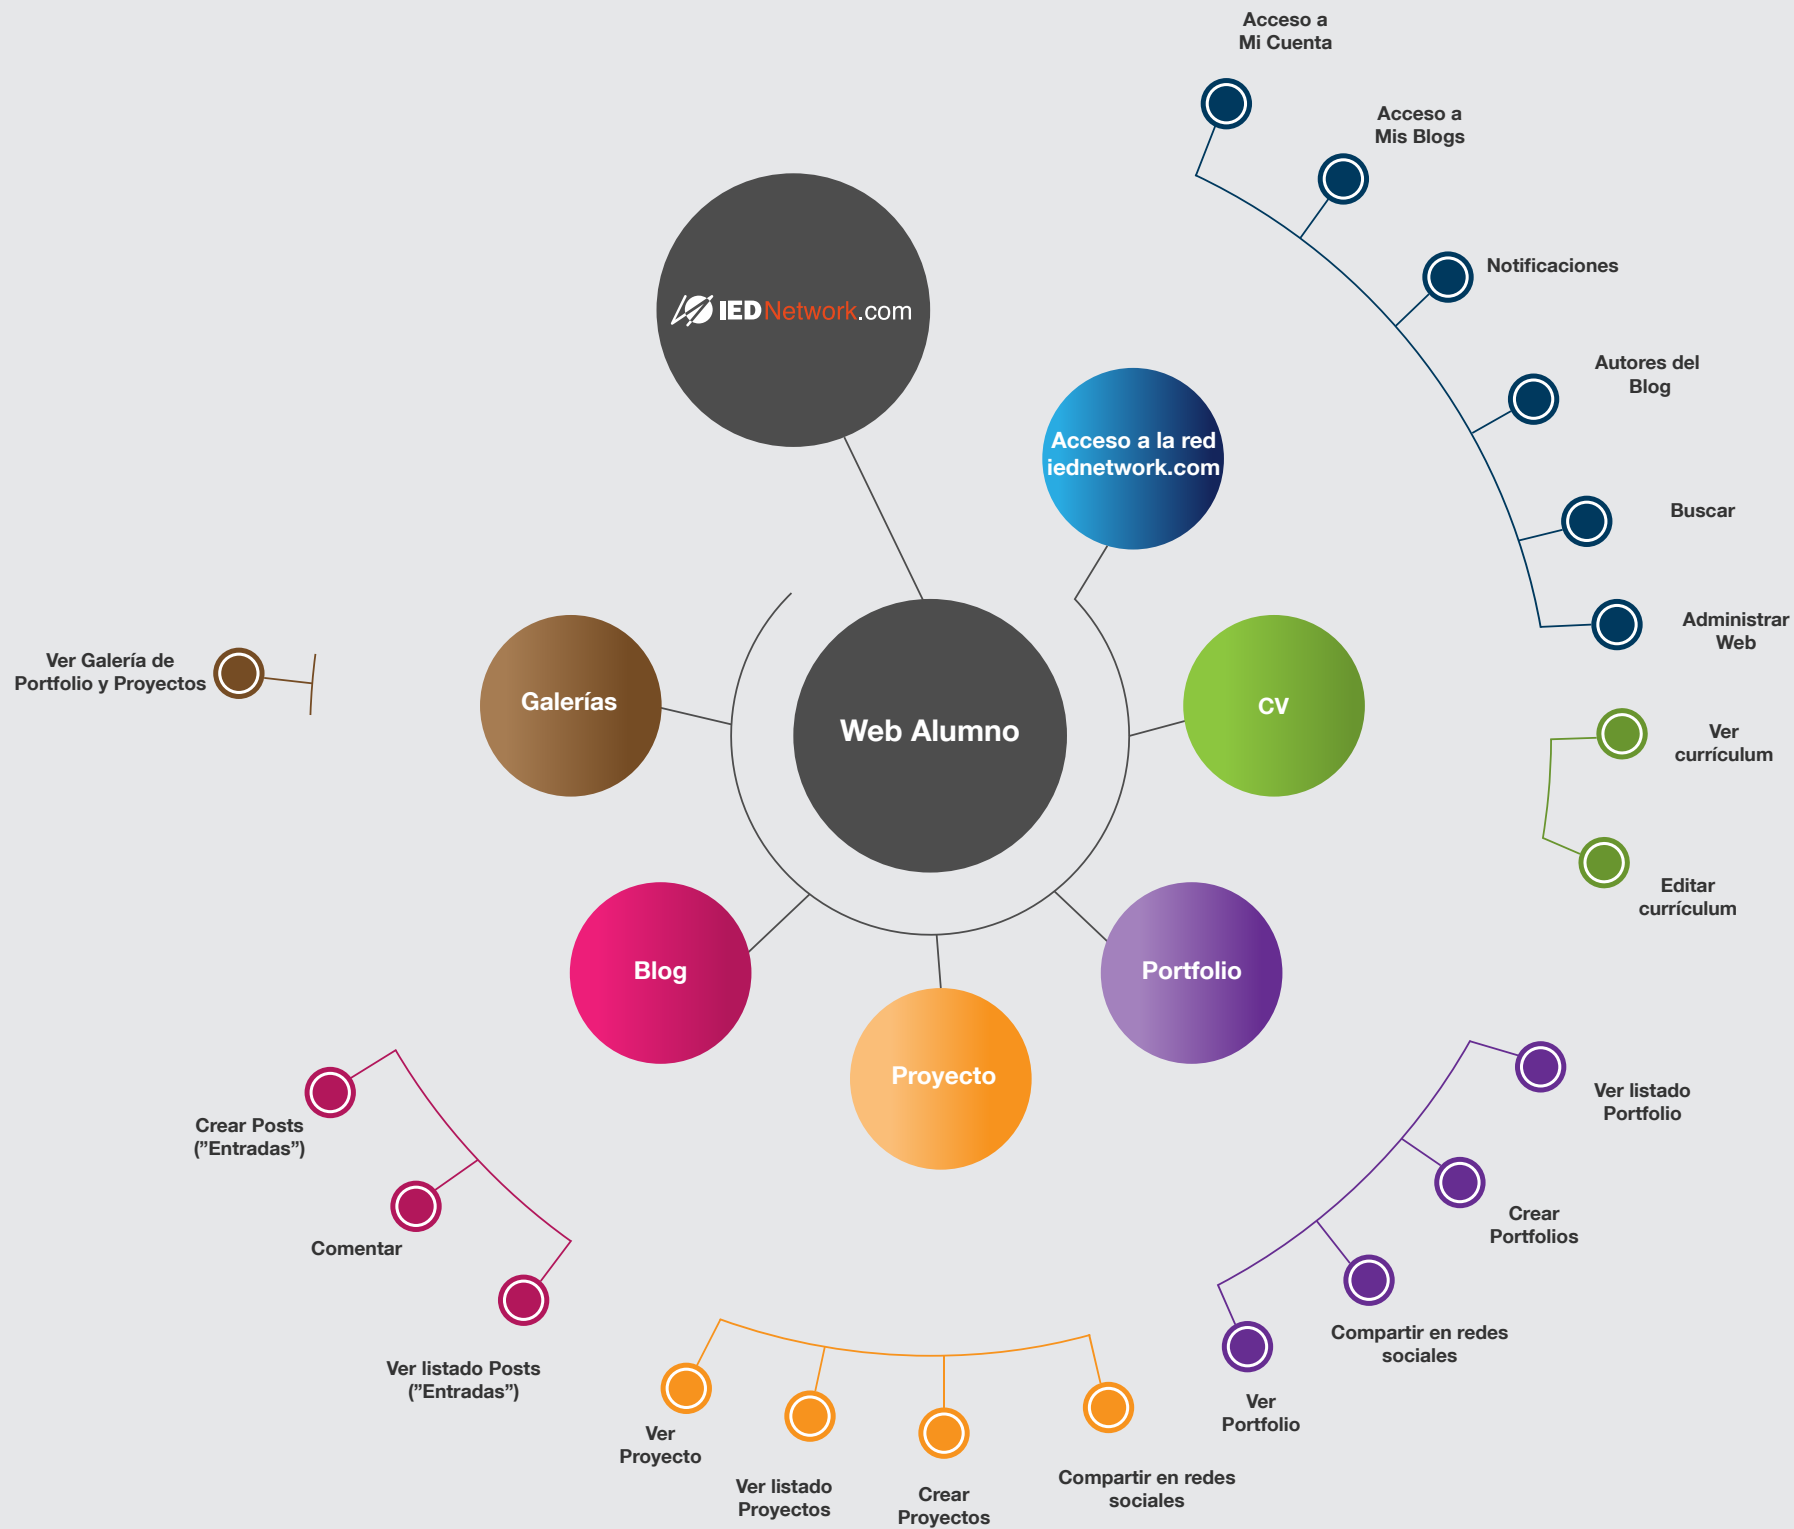 Acceso a
Mi Cuenta
Acceso a
Mis Blogs
Notificaciones
IEDNetwork.com
Autores del
Blog
Acceso a la red
iednetwork.com
Buscar
Administrar
Web
Ver Galería de
Portfolio y Proyectos
Galerías
Web Alumno
CV
Ver
currículum
Editar
currículum
Blog
Portfolio
Proyecto
Ver listado
Portfolio
Crear Posts
(”Entradas”)
Crear
Portfolios
Comentar
Compartir en redes
sociales
Ver listado Posts
(”Entradas”)
Ver
Portfolio
Ver
Proyecto
Ver listado
Proyectos
Crear
Proyectos
Compartir en redes
sociales